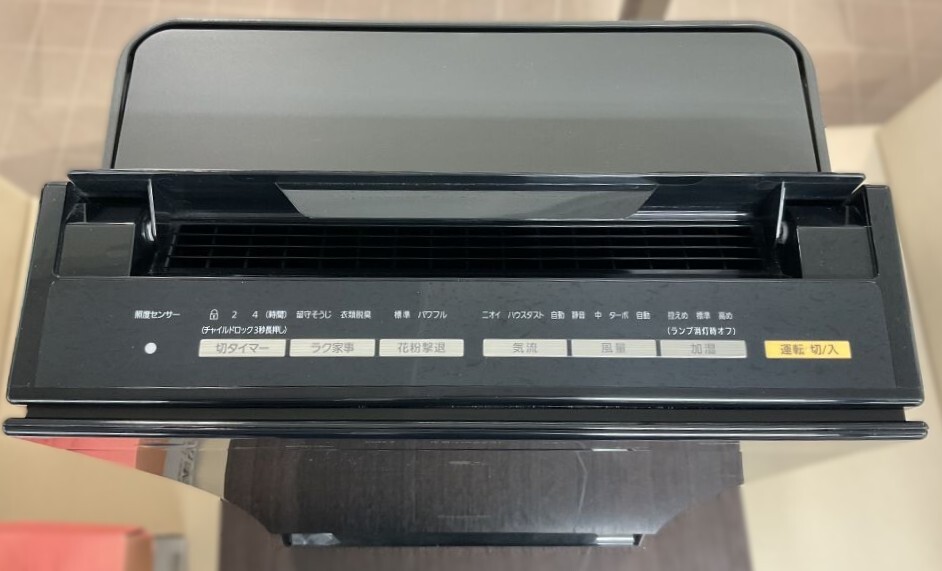 照度センサー 2 4 (時間) 留守そうじ 衣類脱臭 標準 パワフル ニオイ ハウスダスト 自動 静音 中 ターボ 自動 控えめ 標準 高め
(チャイルドロック3秒長押し) (ランプ消灯時オフ)
切タイマー ラク家事 花粉撃退 気流 風量 加湿 運転 切/入